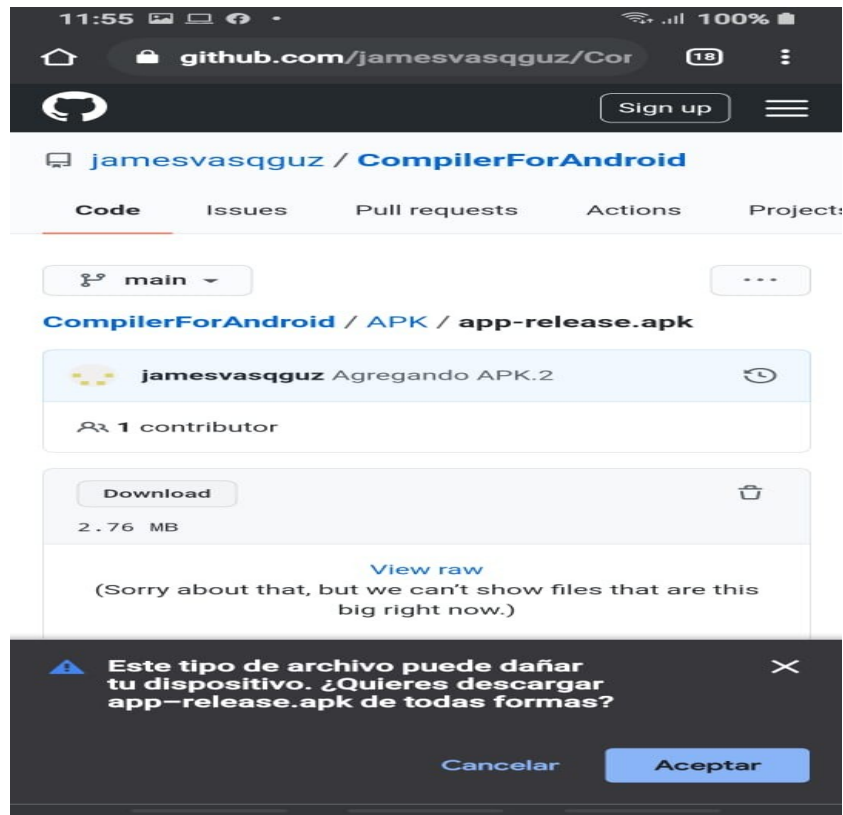 11:55 100%
github.com/jamesvasqguz/Cor 18
Sign up
jamesvasqguz / CompilerForAndroid
Code Issues Pull requests Actions Projects
main
CompilerForAndroid / APK / app-release.apk
jamesvasqguz Agregando APK.2
1 contributor
Download
2.76 MB
View raw
(Sorry about that, but we can't show files that are this
big right now.)
Este tipo de archivo puede dañar
tu dispositivo. ¿Quieres descargar
app-release.apk de todas formas?
Cancelar Aceptar